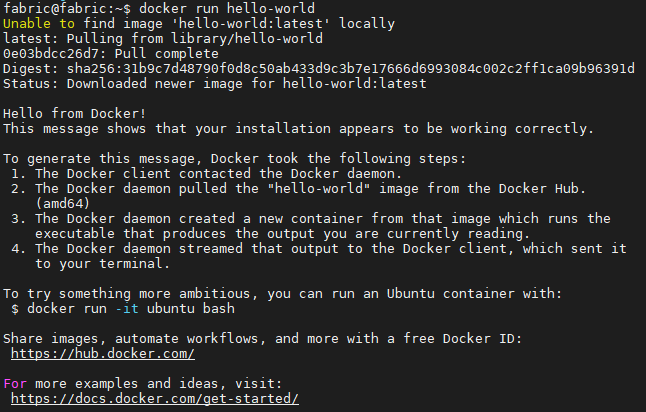 fabric@fabric:~$ docker run hello-world
Unable to find image 'hello-world:latest' locally
latest: Pulling from library/hello-world
0e03bdcc26d7: Pull complete
Digest: sha256:31b9c7d48790f0d8c50ab433d9c3b7e17666d6993084c002c2ff1ca09b96391d
Status: Downloaded newer image for hello-world:latest

Hello from Docker!
This message shows that your installation appears to be working correctly.

To generate this message, Docker took the following steps:
 1. The Docker client contacted the Docker daemon.
 2. The Docker daemon pulled the "hello-world" image from the Docker Hub.
    (amd64)
 3. The Docker daemon created a new container from that image which runs the
    executable that produces the output you are currently reading.
 4. The Docker daemon streamed that output to the Docker client, which sent it
    to your terminal.

To try something more ambitious, you can run an Ubuntu container with:
 $ docker run -it ubuntu bash

Share images, automate workflows, and more with a free Docker ID:
 https://hub.docker.com/

For more examples and ideas, visit:
 https://docs.docker.com/get-started/